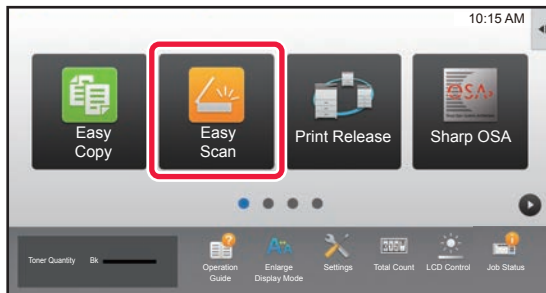 10:15 AM
Easy
Copy
Easy
Scan
Print Release
Sharp OSA
Toner Quantity Bk
Operation
Guide
Enlarge
Display Mode
Settings
Total Count
LCD Control
Job Status